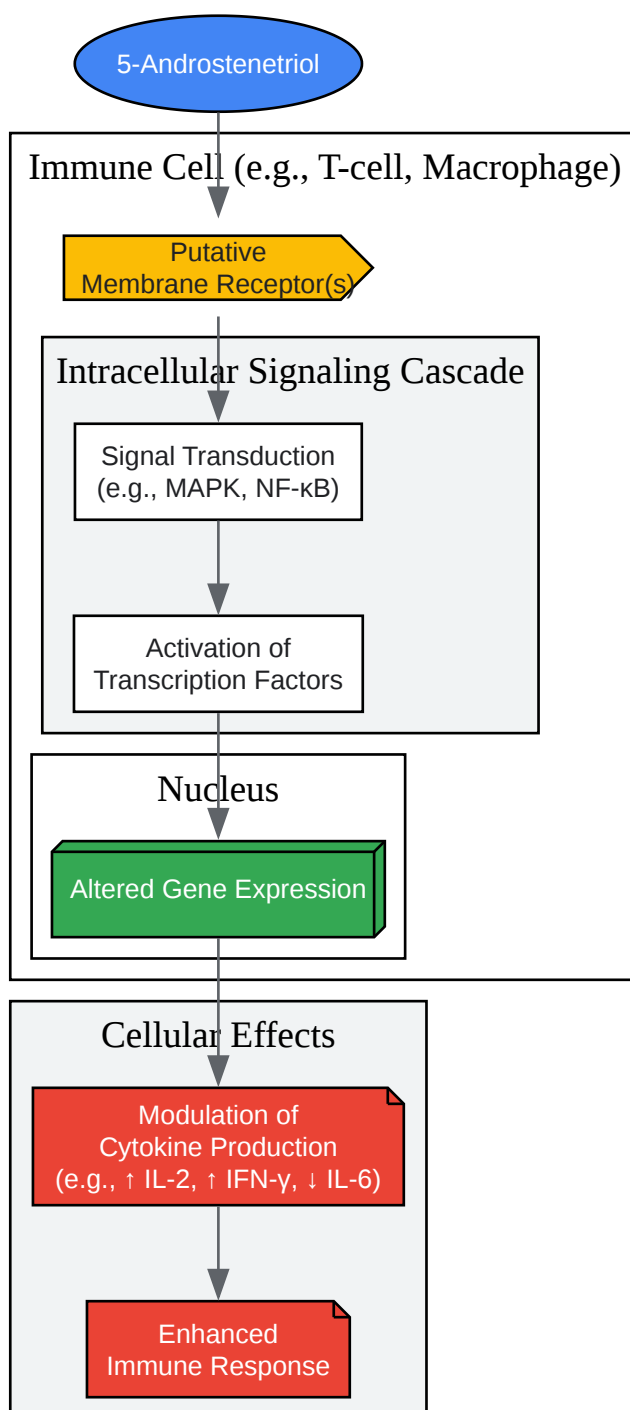 5-Androstenetriol
Immune Cell (e.g., T-cell, Macrophage)
Putative
Membrane Receptor(s)
Intracellular Signaling Cascade
Signal Transduction
(e.g., MAPK, NF-κB)
Activation of
Transcription Factors
Nucleus
Altered Gene Expression
Cellular Effects
Modulation of
Cytokine Production
(e.g., ↑ IL-2, ↑ IFN-γ, ↓ IL-6)
Enhanced
Immune Response